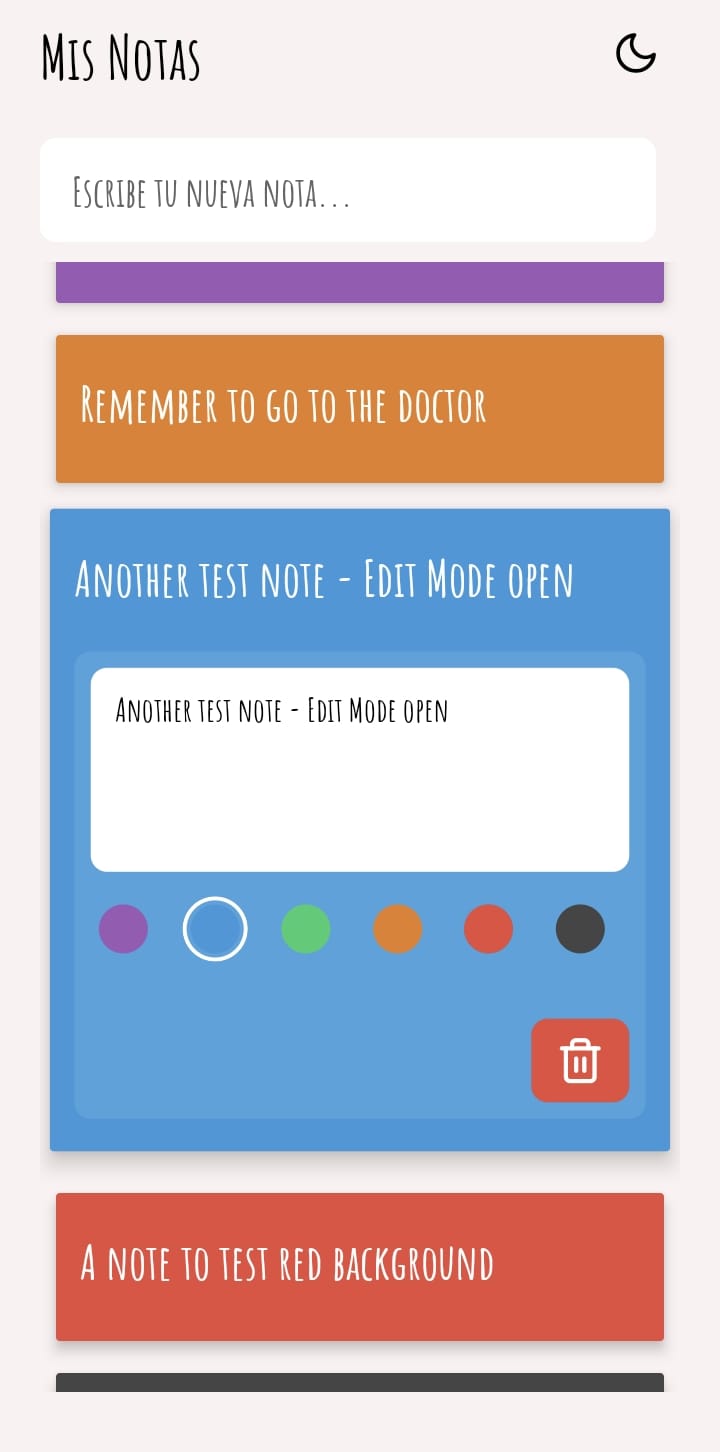 Mis Notas
Escribe tu nueva nota...
Remember to go to the doctor
Another test note - Edit Mode open
Another test note - Edit Mode open
A note to test red background